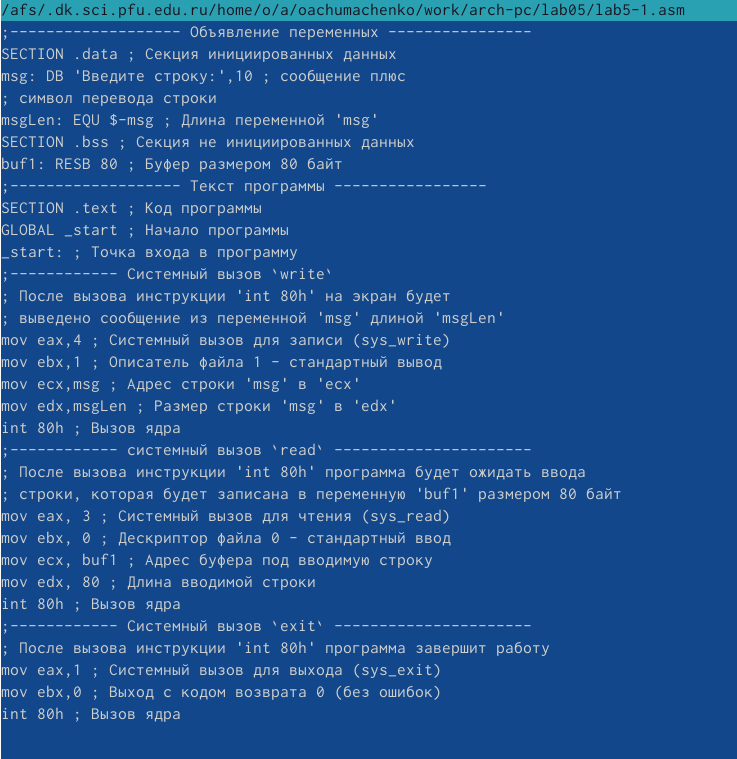 /afs/.dk.sci.pfu.edu.ru/home/o/a/oachumachenko/work/arch-pc/lab05/lab5-1.asm
;------------------- Объявление переменных ----------------
SECTION .data ; Секция инициированных данных
msg: DB 'Введите строку:',10 ; сообщение плюс
; символ перевода строки
msgLen: EQU $-msg ; Длина переменной 'msg'
SECTION .bss ; Секция не инициированных данных
buf1: RESB 80 ; Буфер размером 80 байт
;------------------- Текст программы -----------------
SECTION .text ; Код программы
GLOBAL _start ; Начало программы
_start: ; Точка входа в программу
;------------ Системный вызов `write`
; После вызова инструкции 'int 80h' на экран будет
; выведено сообщение из переменной 'msg' длиной 'msgLen'
mov eax,4 ; Системный вызов для записи (sys_write)
mov ebx,1 ; Описатель файла 1 - стандартный вывод
mov ecx,msg ; Адрес строки 'msg' в 'ecx'
mov edx,msgLen ; Размер строки 'msg' в 'edx'
int 80h ; Вызов ядра
;------------ системный вызов `read` ----------------------
; После вызова инструкции 'int 80h' программа будет ожидать ввода
; строки, которая будет записана в переменную 'buf1' размером 80 байт
mov eax, 3 ; Системный вызов для чтения (sys_read)
mov ebx, 0 ; Дескриптор файла 0 - стандартный ввод
mov ecx, buf1 ; Адрес буфера под вводимую строку
mov edx, 80 ; Длина вводимой строки
int 80h ; Вызов ядра
;------------ Системный вызов `exit` ----------------------
; После вызова инструкции 'int 80h' программа завершит работу
mov eax,1 ; Системный вызов для выхода (sys_exit)
mov ebx,0 ; Выход с кодом возврата 0 (без ошибок)
int 80h ; Вызов ядра